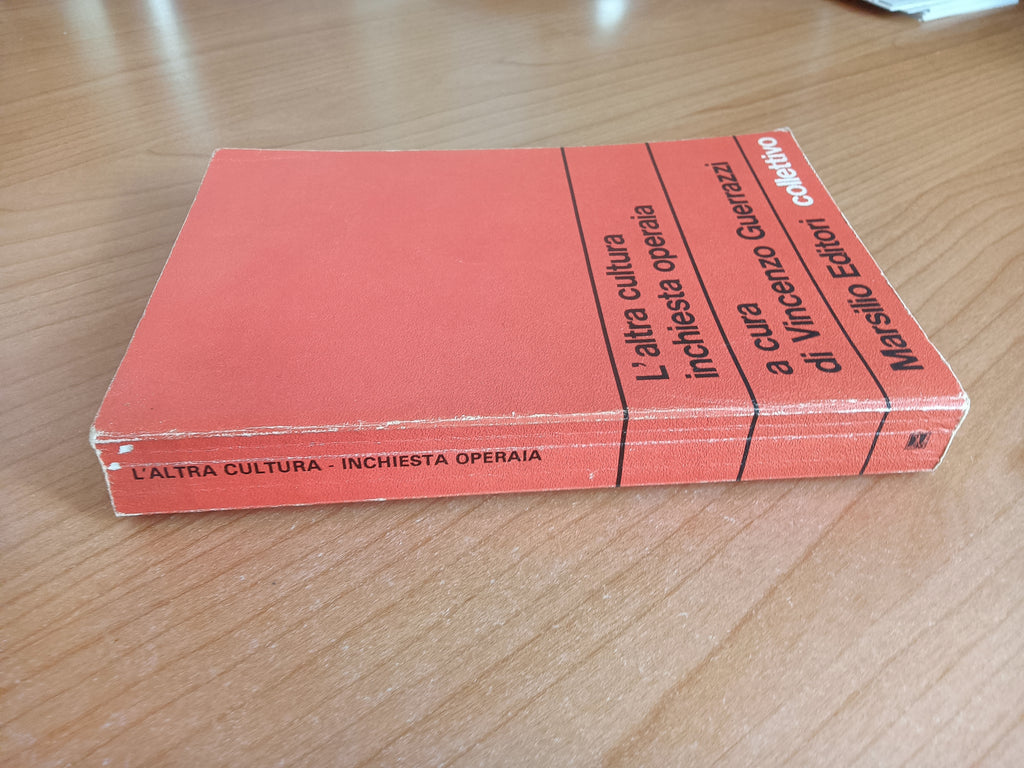 L'altra cultura
inchiesta operaia
a cura
di Vincenzo Guerrazzi
Marsilio Editori collettivo
L'ALTRA CULTURA - INCHIESTA OPERAIA